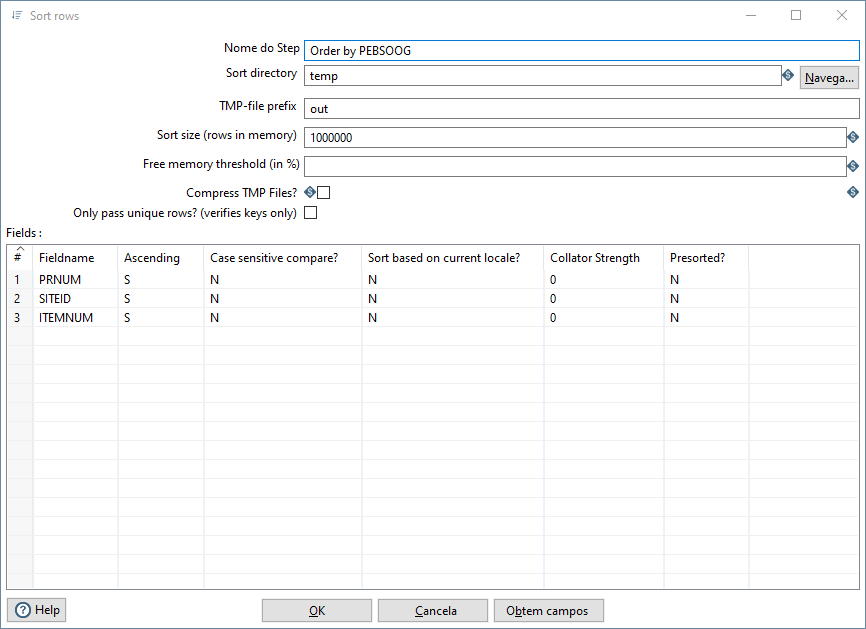 Sort rows
Nome do Step Order by PEBSOOG
Sort directory temp Navega...
TMP-file prefix out
Sort size (rows in memory) 1000000
Free memory threshold (in %)
Compress TMP Files?
Only pass unique rows? (verifies keys only)
Fields :
# Fieldname Ascending Case sensitive compare? Sort based on current locale? Collator Strength Presorted?
1 PRNUM S N N 0 N
2 SITEID S N N 0 N
3 ITEMNUM S N N 0 N
Help OK Cancela Obtem campos